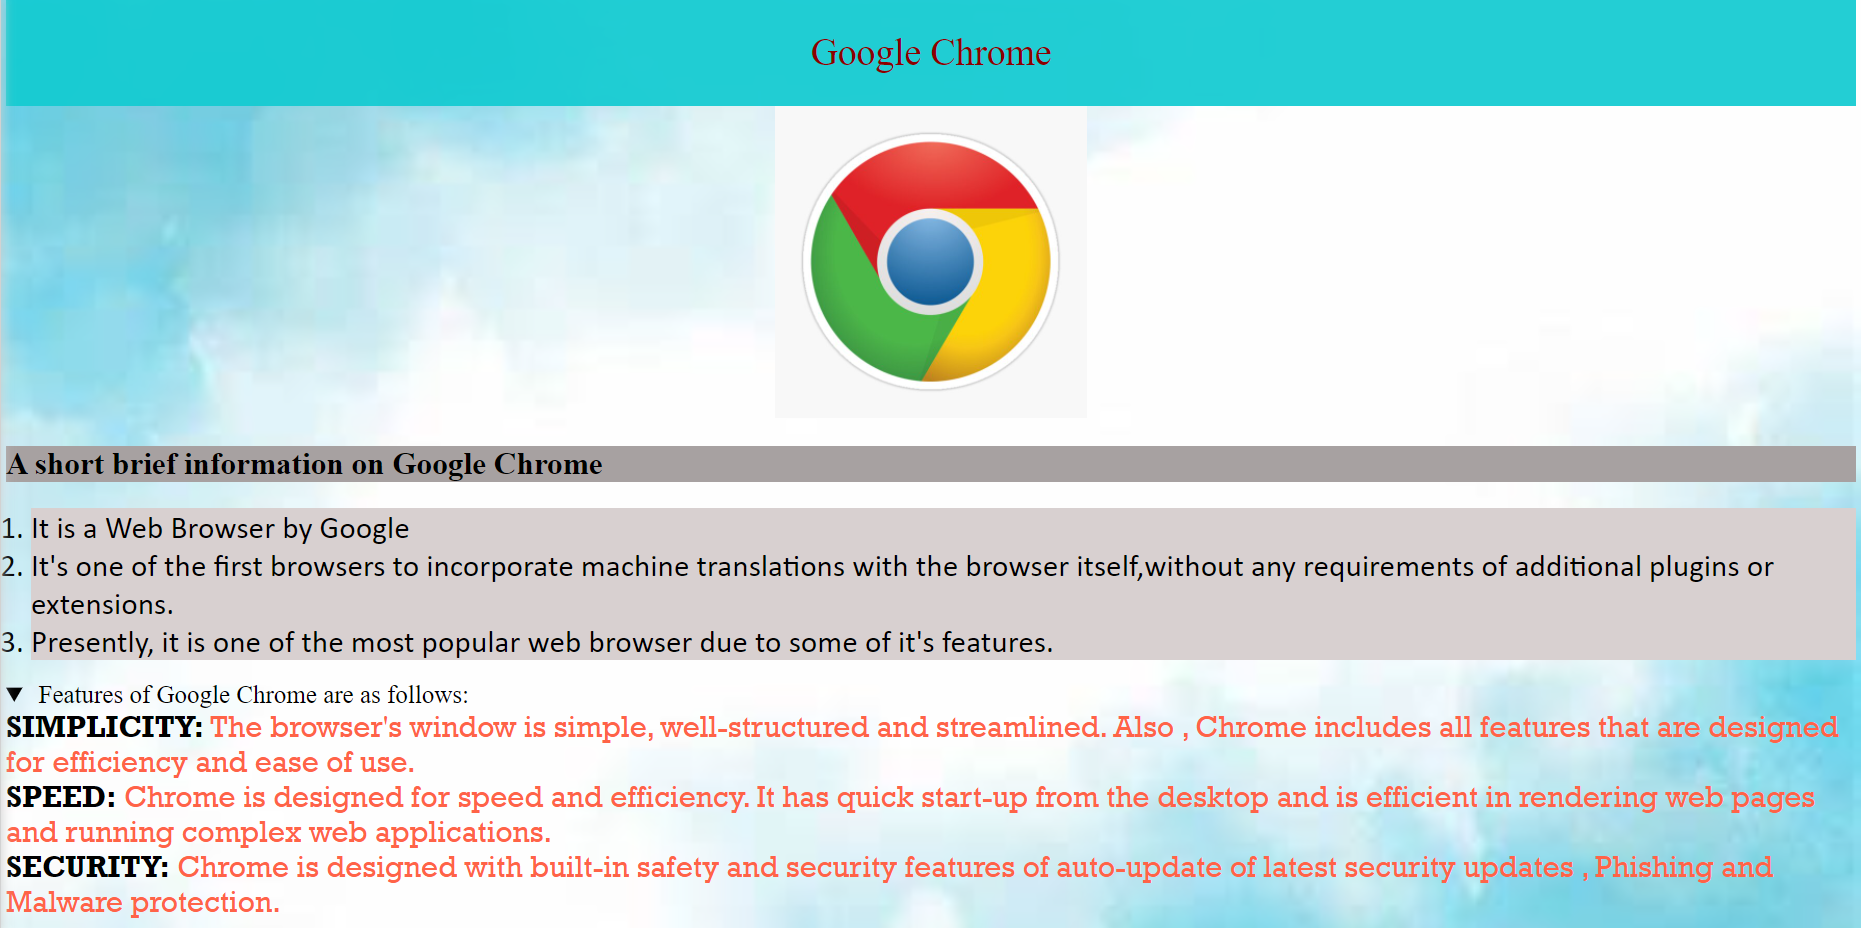 Google Chrome
A short brief information on Google Chrome
1. It is a Web Browser by Google
2. It's one of the first browsers to incorporate machine translations with the browser itself,without any requirements of additional plugins or
extensions.
3. Presently, it is one of the most popular web browser due to some of it's features.
▼ Features of Google Chrome are as follows:
SIMPLICITY: The browser's window is simple, well-structured and streamlined. Also , Chrome includes all features that are designed
for efficiency and ease of use.
SPEED: Chrome is designed for speed and efficiency. It has quick start-up from the desktop and is efficient in rendering web pages
and running complex web applications.
SECURITY: Chrome is designed with built-in safety and security features of auto-update of latest security updates , Phishing and
Malware protection.